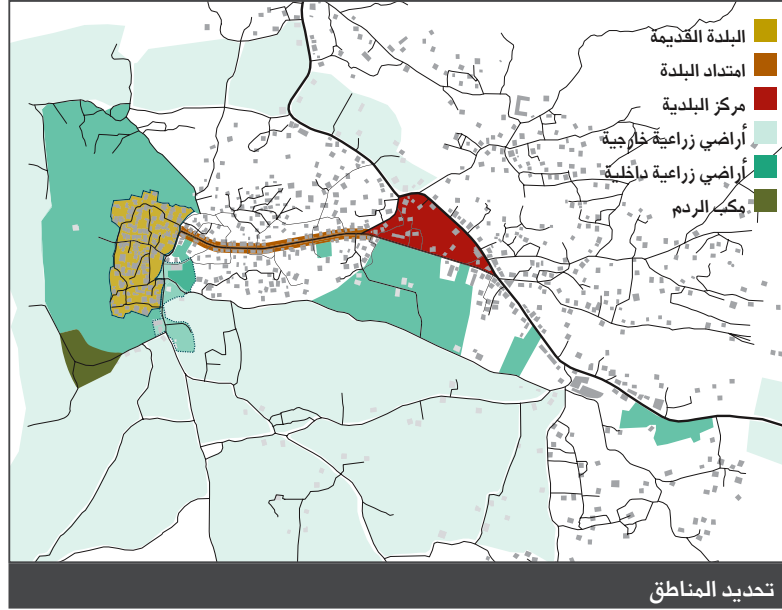 البلدة القديمة
امتداد البلدة
مركز البلدية
أراضي زراعية خارجية
أراضي زراعية داخلية
مكب الردم
تحديد المناطق